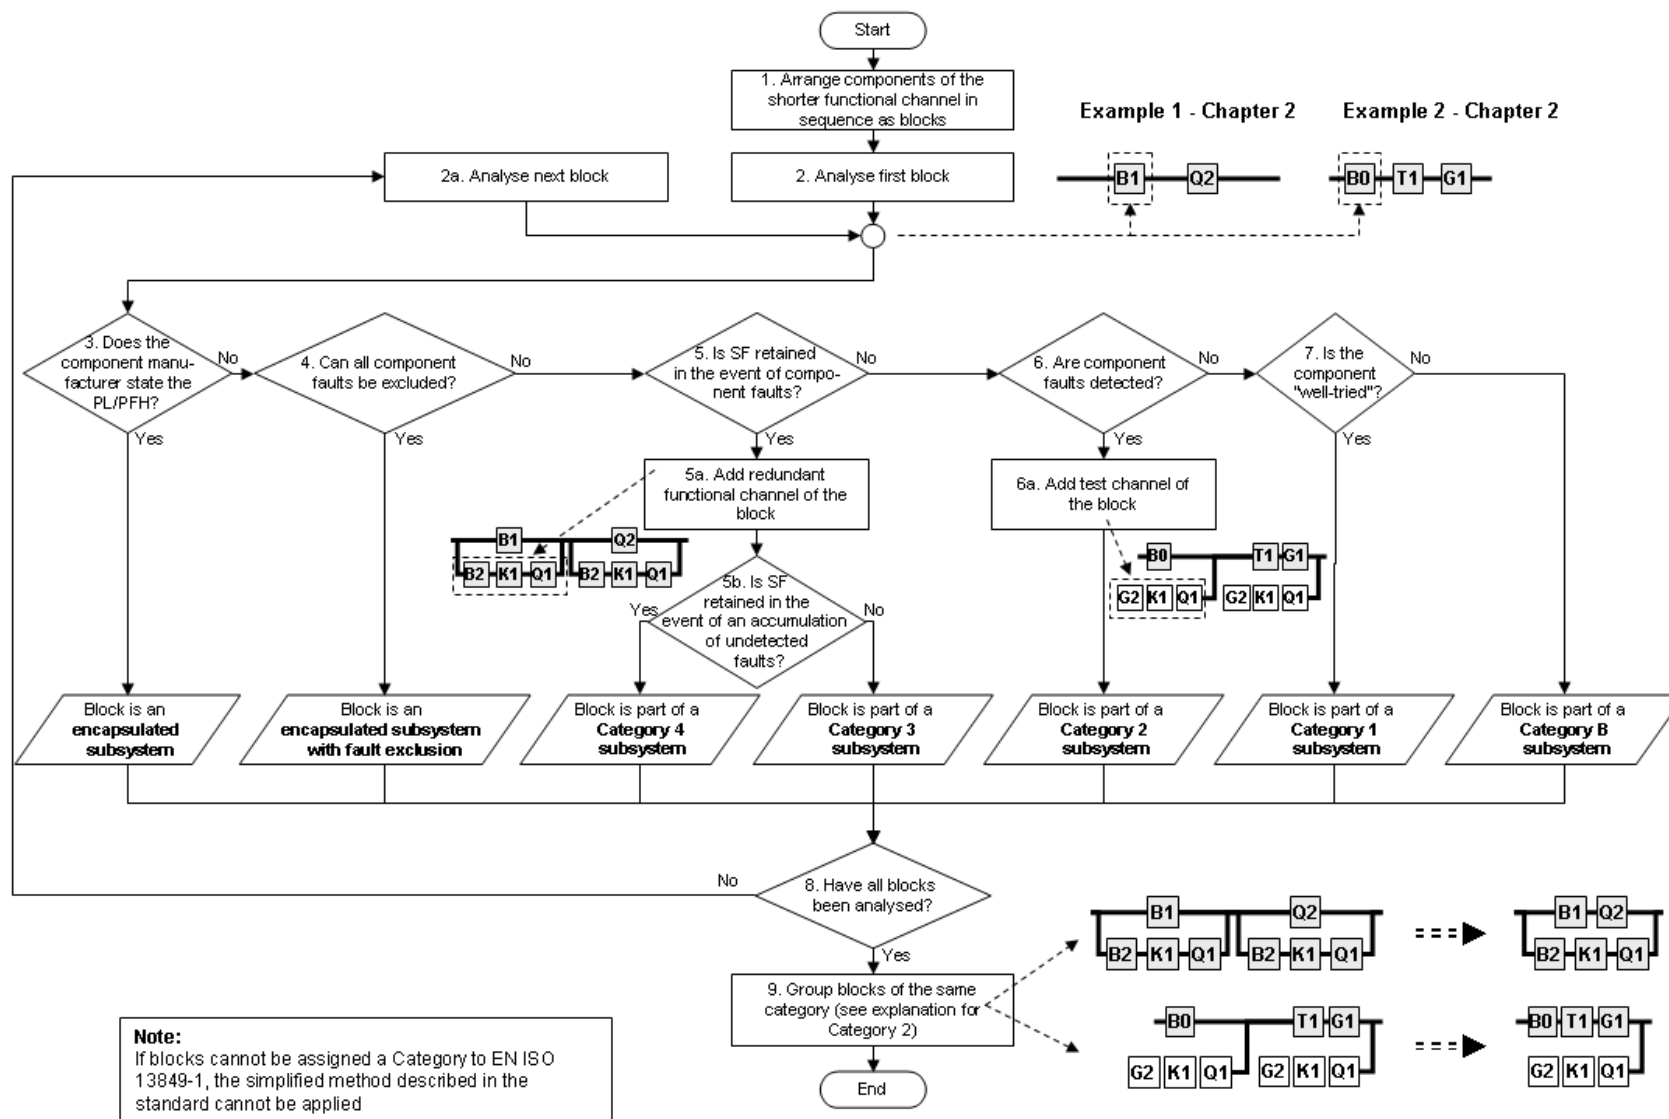 Start
1. Arrange components of the
shorter functional channel in
sequence as blocks
Example 1 - Chapter 2
Example 2 - Chapter 2
2a. Analyse next block
2. Analyse first block
B1
Q2
B0
T1
G1
3. Does the
component manu-
facturer state the
PL/PFH?
No
Yes
4. Can all component
faults be excluded?
No
Yes
5. Is SF retained
in the event of compo-
nent faults?
No
Yes
6. Are component
faults detected?
No
Yes
7. Is the
component
"well-tried"?
No
Yes
5a. Add redundant
functional channel of the
block
6a. Add test channel of
the block
B1
Q2
B2 K1 Q1
B2 K1 Q1
B0
T1 G1
G2 K1 Q1
G2 K1 Q1
5b. Is SF
retained in the
event of an accumulation
of undetected
faults?
Yes
No
Block is an
encapsulated
subsystem
Block is an
encapsulated subsystem
with fault exclusion
Block is part of a
Category 4
subsystem
Block is part of a
Category 3
subsystem
Block is part of a
Category 2
subsystem
Block is part of a
Category 1
subsystem
Block is part of a
Category B
subsystem
8. Have all blocks
been analysed?
No
Yes
9. Group blocks of the same
category (see explanation for
Category 2)
End
B1
Q2
B2 K1 Q1
B2 K1 Q1
B1 Q2
B2 K1 Q1
B0
T1 G1
G2 K1 Q1
G2 K1 Q1
B0 T1 G1
G2 K1 Q1
Note:
If blocks cannot be assigned a Category to EN ISO
13849-1, the simplified method described in the
standard cannot be applied